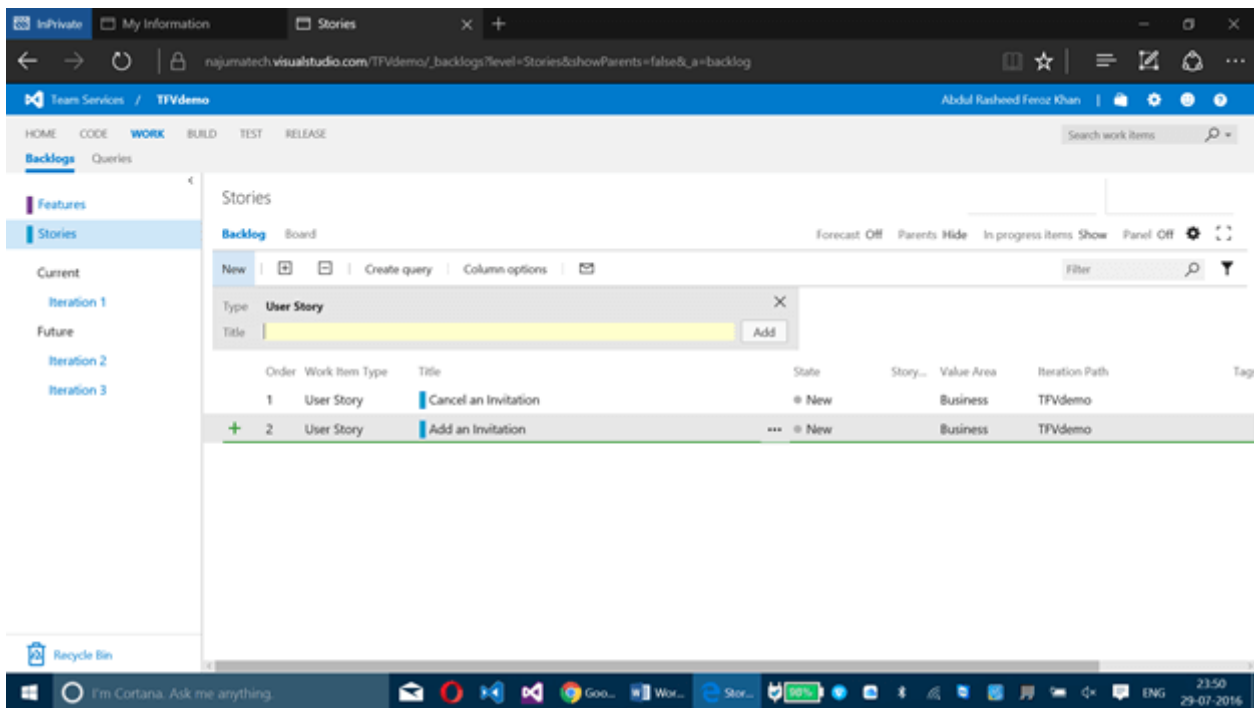 InPrivate My Information Stories
najumatech.visualstudio.com/TFVdemo/_backlogs?level=Stories&showParents=false&_a=backlog
Team Services / TFVdemo Abdul Rasheed Feroz Khan
HOME CODE WORK BUILD TEST RELEASE Search work items
Backlogs Queries
Features
Stories
Current
Iteration 1
Future
Iteration 2
Iteration 3
Recycle Bin
Stories
Backlog Board Forecast Off Parents Hide In progress items Show Panel Off
New Create query Column options Filter
Type User Story
Title Add
Order Work Item Type Title State Story... Value Area Iteration Path Tags
1 User Story Cancel an Invitation New Business TFVdemo
2 User Story Add an Invitation ... New Business TFVdemo
I'm Cortana. Ask me anything. Goo... Wor... Stor... 98% ENG 23:50
29-07-2016